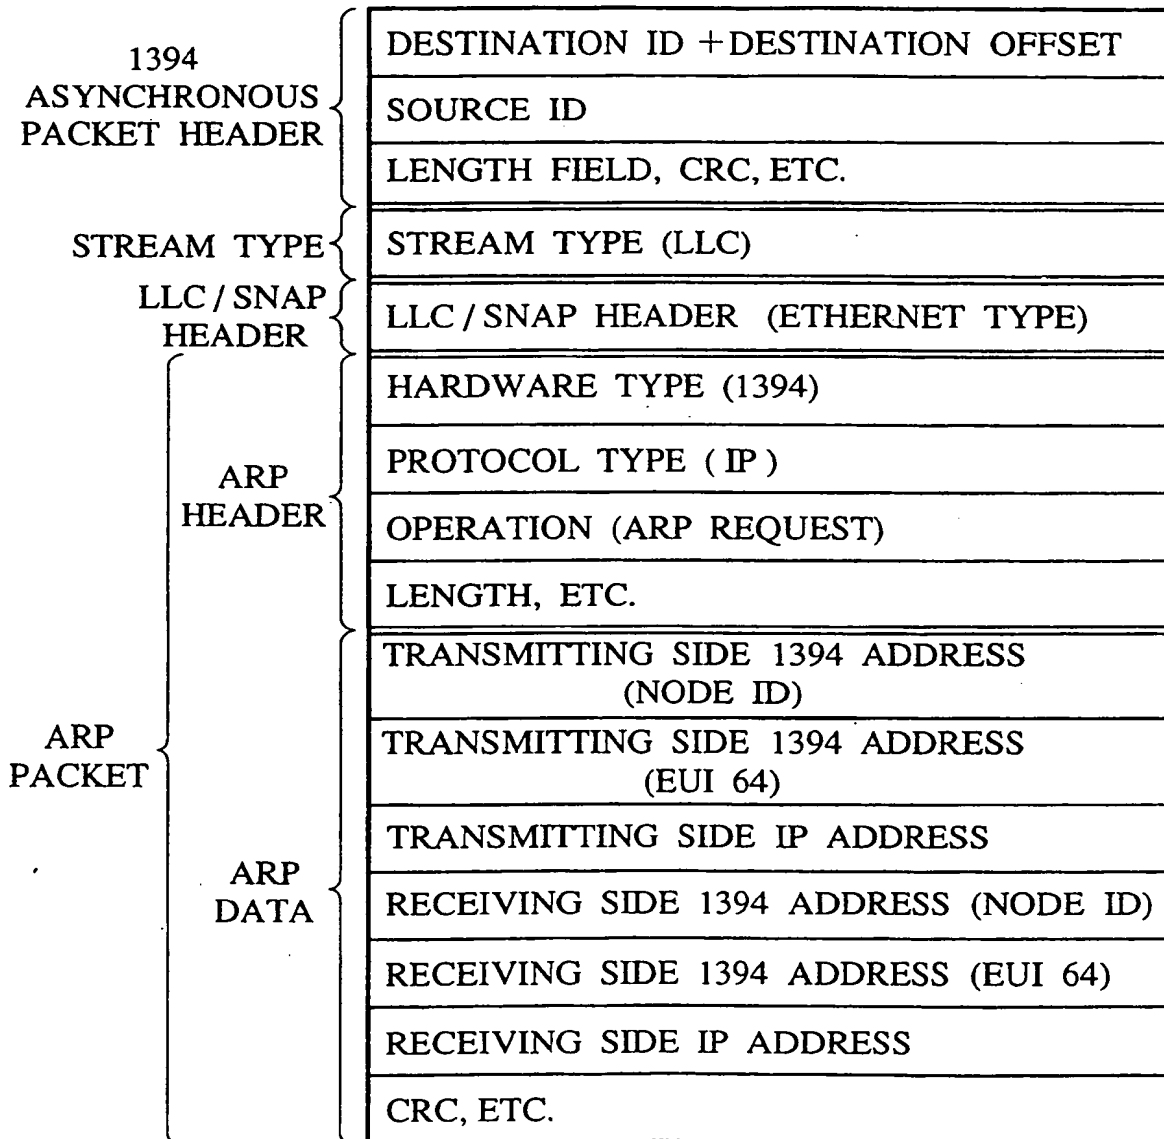 1394
ASYNCHRONOUS
PACKET HEADER
DESTINATION ID +DESTINATION OFFSET
SOURCE ID
LENGTH FIELD, CRC, ETC.
STREAM TYPE
STREAM TYPE (LLC)
LLC / SNAP
HEADER
LLC / SNAP HEADER (ETHERNET TYPE)
ARP
PACKET
ARP
HEADER
HARDWARE TYPE (1394)
PROTOCOL TYPE ( IP )
OPERATION (ARP REQUEST)
LENGTH, ETC.
ARP
DATA
TRANSMITTING SIDE 1394 ADDRESS
(NODE ID)
TRANSMITTING SIDE 1394 ADDRESS
(EUI 64)
TRANSMITTING SIDE IP ADDRESS
RECEIVING SIDE 1394 ADDRESS (NODE ID)
RECEIVING SIDE 1394 ADDRESS (EUI 64)
RECEIVING SIDE IP ADDRESS
CRC, ETC.